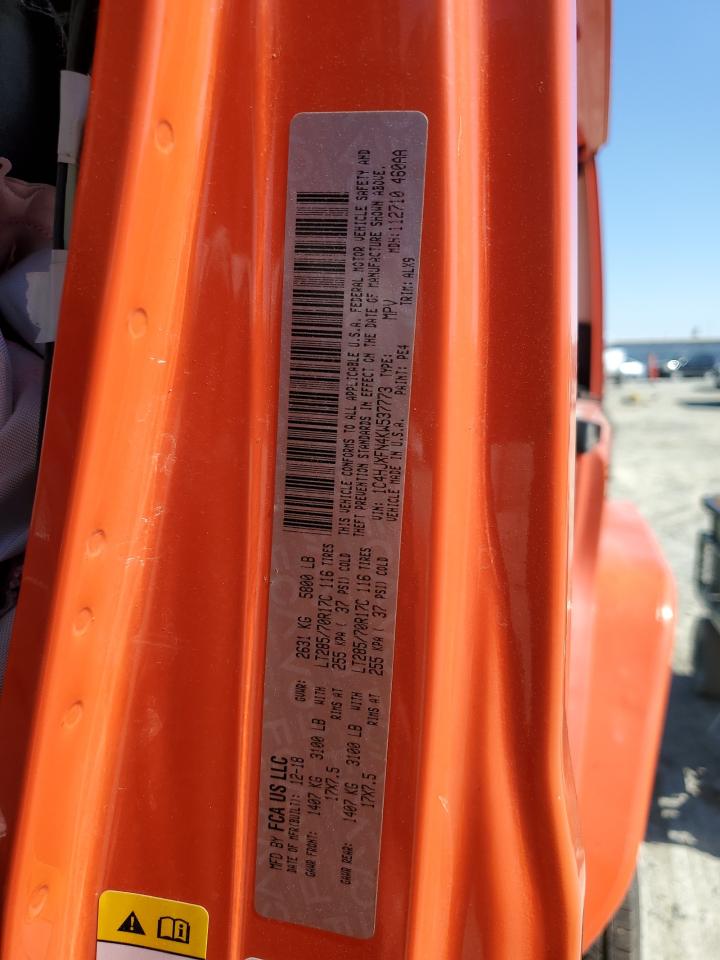 MFD BY FCA US LLC
DATE OF MFR(BUILT): 12-18 GVWR: 2631 KG 5800 LB
GAWR FRONT: 1407 KG 3100 LB WITH LT285/70R17C 116 TIRES
17X7.5 RIMS AT 255 KPA ( 37 PSI) COLD
GAWR REAR: 1407 KG 3100 LB WITH LT285/70R17C 116 TIRES
17X7.5 RIMS AT 255 KPA ( 37 PSI) COLD
THIS VEHICLE CONFORMS TO ALL APPLICABLE U.S.A. FEDERAL MOTOR VEHICLE SAFETY AND
THEFT PREVENTION STANDARDS IN EFFECT ON THE DATE OF MANUFACTURE SHOWN ABOVE.
VIN: 1C4HJXFN4KW537773 TYPE: MPV MDH: 112710 460AA
VEHICLE MADE IN U.S.A. PAINT: PE4 TRIM: ALX9